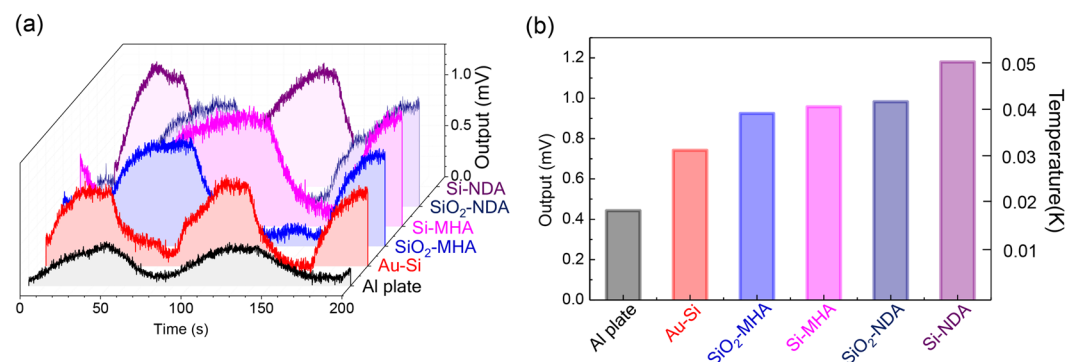 (a)
1.0
0.5
0.0
Output (mV)
Si-NDA
SiO₂-NDA
Si-MHA
SiO₂-MHA
Au-Si
Al plate
0 50 100 150 200
Time (s)
(b)
1.2
1.0
0.8
0.6
0.4
0.2
0.0
Output (mV)
0.05
0.04
0.03
0.02
0.01
Temperature(K)
Al plate
Au-Si
SiO₂-MHA
Si-MHA
SiO₂-NDA
Si-NDA